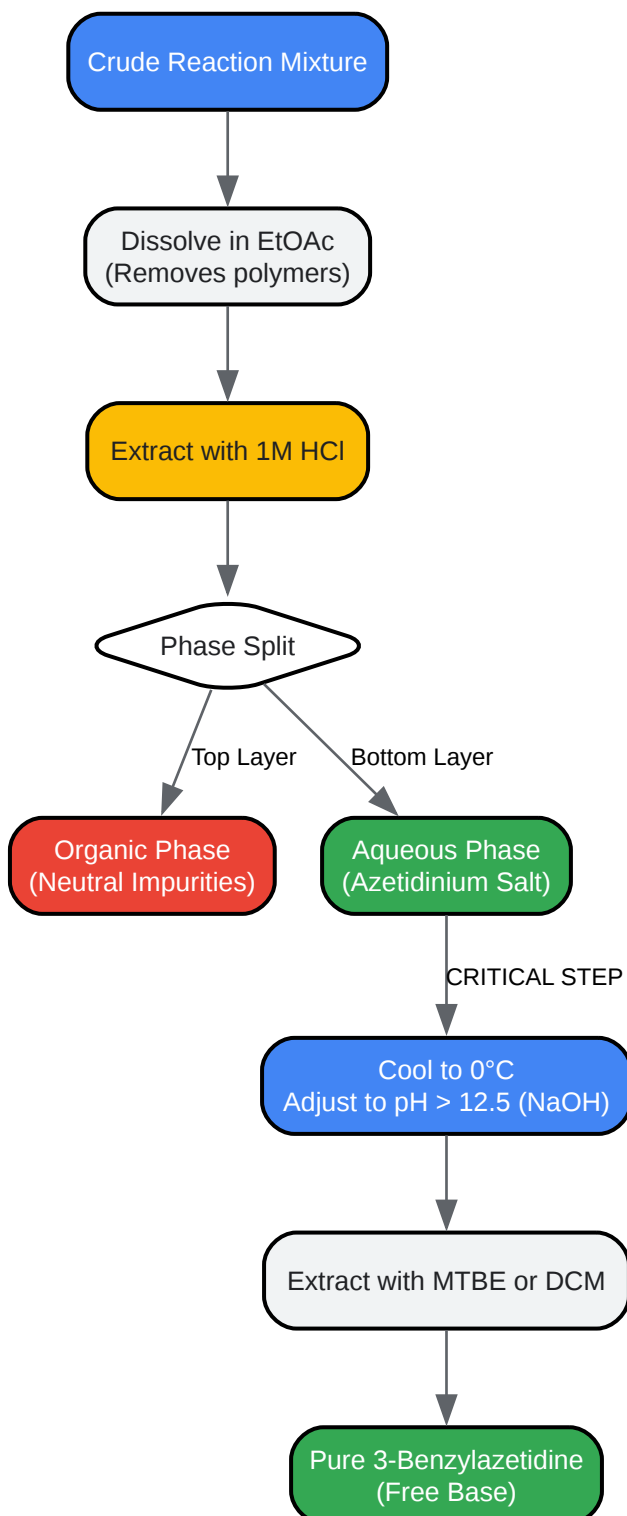 Crude Reaction Mixture
Dissolve in EtOAc
(Removes polymers)
Extract with 1M HCl
Phase Split
Top Layer
Bottom Layer
Organic Phase
(Neutral Impurities)
Aqueous Phase
(Azetidinium Salt)
CRITICAL STEP
Cool to 0°C
Adjust to pH > 12.5 (NaOH)
Extract with MTBE or DCM
Pure 3-Benzylazetidine
(Free Base)